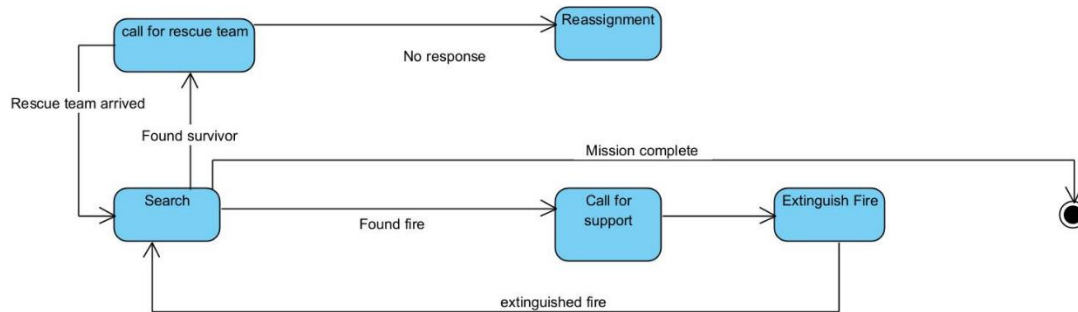 call for rescue team
Reassignment
No response
Rescue team arrived
Found survivor
Mission complete
Search
Call for
support
Extinguish Fire
Found fire
extinguished fire